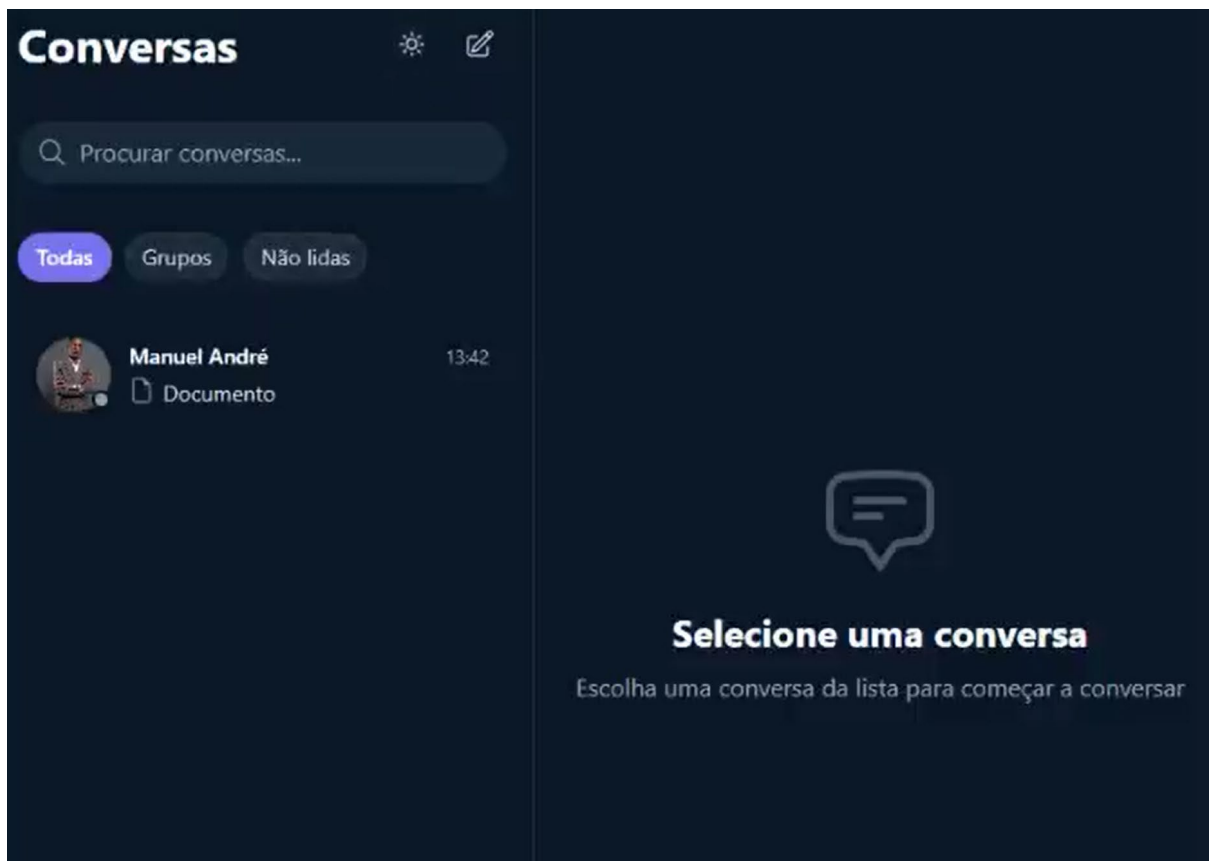 Conversas
Procurar conversas...
Todas
Grupos
Não lidas
Manuel André
13:42
Documento
Selecione uma conversa
Escolha uma conversa da lista para começar a conversar